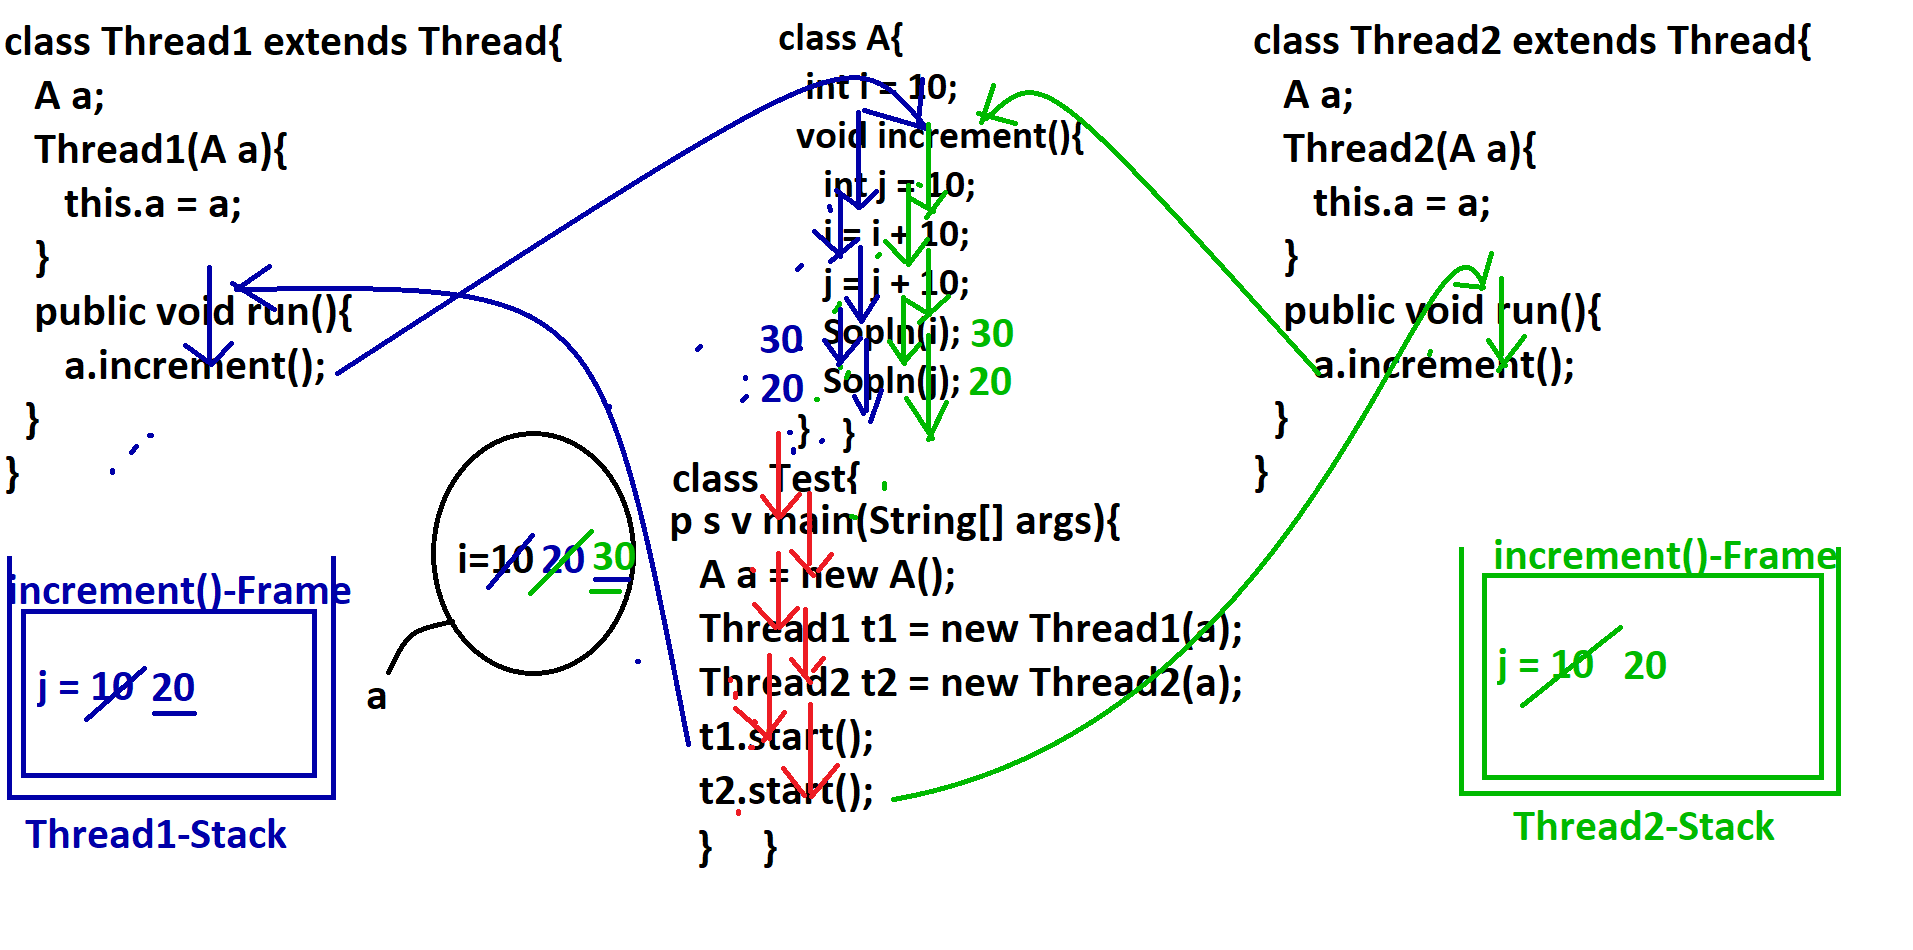 class Thread1 extends Thread{
A a;
Thread1(A a){
this.a = a;
}
public void run(){
a.increment();
}
}
class A{
int i = 10;
void increment(){
int j = 10;
i = i + 10;
j = j + 10;
30 Sopln(i); 30
20 Sopln(j); 20
} }
class Test{
p s v main(String[] args){
A a = new A();
Thread1 t1 = new Thread1(a);
Thread2 t2 = new Thread2(a);
t1.start();
t2.start();
} }
class Thread2 extends Thread{
A a;
Thread2(A a){
this.a = a;
}
public void run(){
a.increment();
}
}
i=10 20 30
a
increment()-Frame
j = 10 20
Thread1-Stack
increment()-Frame
j = 10 20
Thread2-Stack